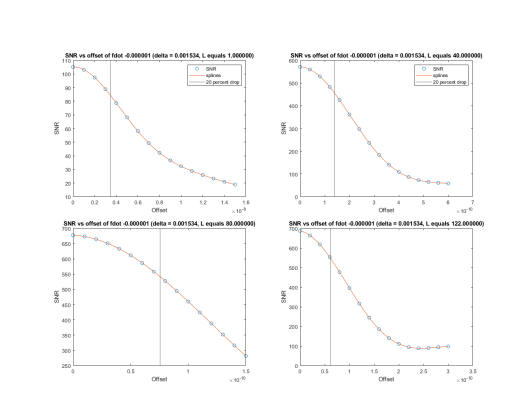 SNR vs offset of fdot -0.000001 (delta = 0.001534, L equals 1.000000)
110
100
90
80
70
60
50
40
30
20
10
SNR
SNR
splines
20 percent drop
0 0.2 0.4 0.6 0.8 1 1.2 1.4 1.6
Offset
SNR vs offset of fdot -0.000001 (delta = 0.001534, L equals 40.000000)
600
500
400
300
200
100
0
SNR
SNR
splines
20 percent drop
0 1 2 3 4 5 6 7
Offset
×10⁻¹⁰
SNR vs offset of fdot -0.000001 (delta = 0.001534, L equals 80.000000)
700
650
600
550
500
450
400
350
300
250
SNR
0 0.5 1 1.5
Offset
×10⁻¹⁰
SNR vs offset of fdot -0.000001 (delta = 0.001534, L equals 122.000000)
700
600
500
400
300
200
100
0
SNR
0 0.5 1 1.5 2 2.5 3 3.5
Offset
×10⁻¹⁰